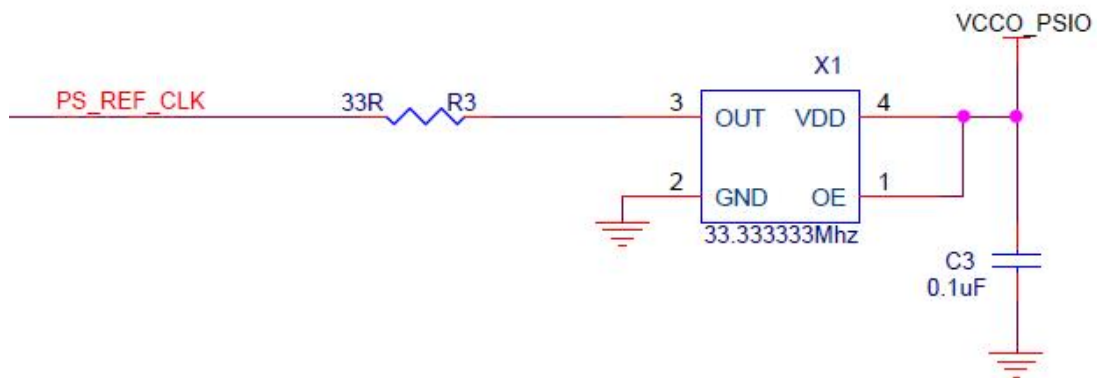 VCCO_PSIO
X1
PS_REF_CLK
33R R3
3 OUT VDD 4
2 GND OE 1
33.333333Mhz
C3
0.1uF